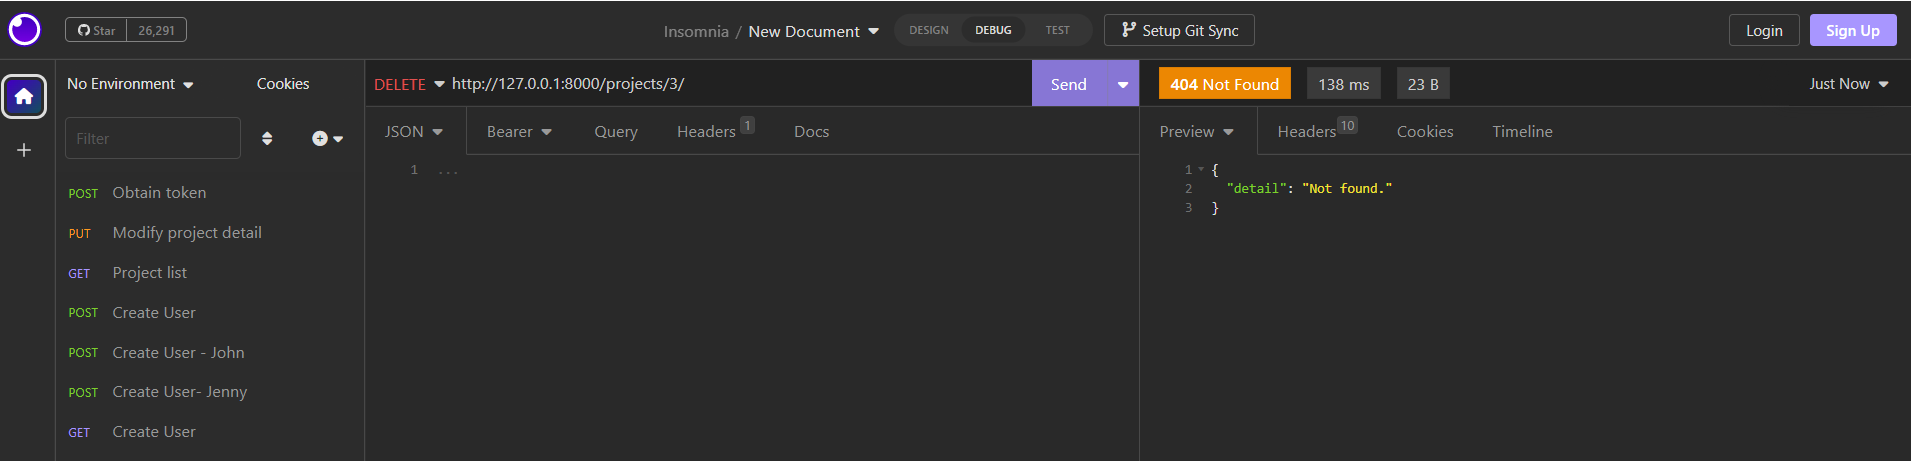 Star 26,291 Insomnia / New Document DESIGN DEBUG TEST Setup Git Sync Login Sign Up
No Environment Cookies DELETE http://127.0.0.1:8000/projects/3/ Send 404 Not Found 138 ms 23 B Just Now
Filter JSON Bearer Query Headers 1 Docs Preview Headers 10 Cookies Timeline
1 ... 1 {
2 "detail": "Not found."
3 }
POST Obtain token
PUT Modify project detail
GET Project list
POST Create User
POST Create User - John
POST Create User- Jenny
GET Create User